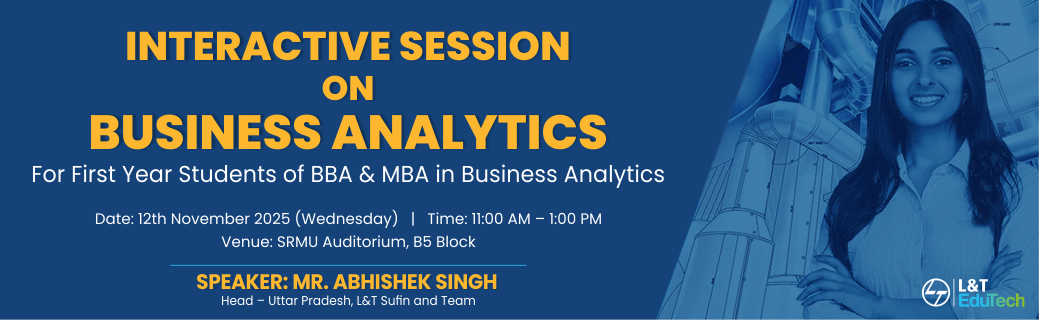 INTERACTIVE SESSION
ON
BUSINESS ANALYTICS
For First Year Students of BBA & MBA in Business Analytics
Date: 12th November 2025 (Wednesday) | Time: 11:00 AM – 1:00 PM
Venue: SRMU Auditorium, B5 Block
SPEAKER: MR. ABHISHEK SINGH
Head – Uttar Pradesh, L&T Sufin and Team
L&T
EduTech